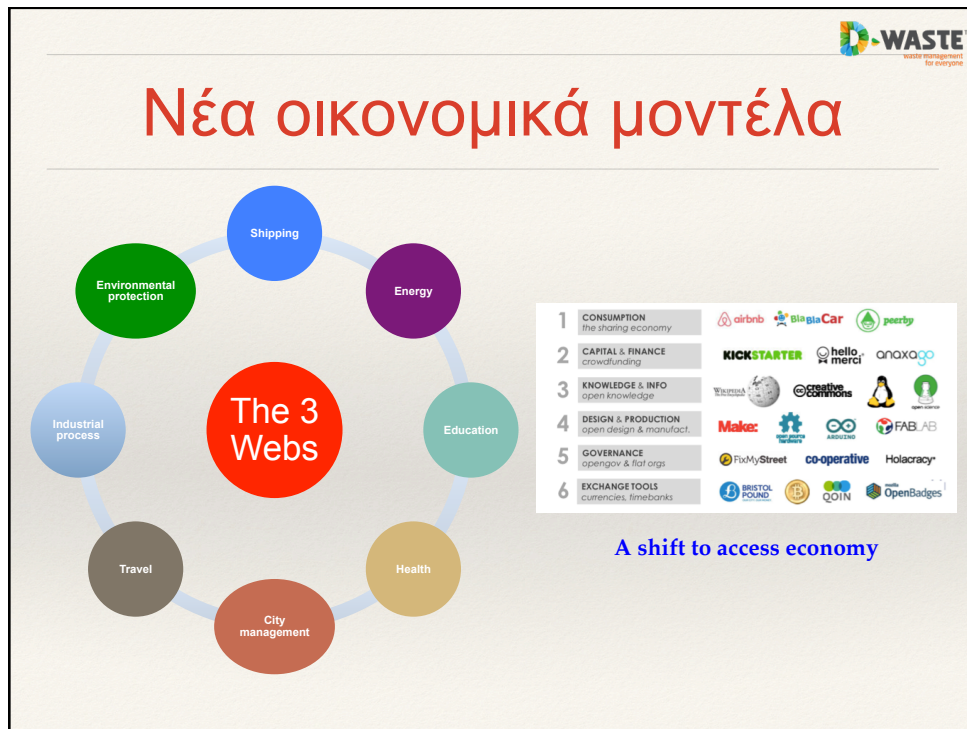 D-WASTE
waste management
for everyone
Νέα οικονομικά μοντέλα
Shipping
Energy
Education
Health
City
management
Travel
Industrial
process
Environmental
protection
The 3
Webs
1 CONSUMPTION
the sharing economy
airbnb BlaBlaCar peerby
2 CAPITAL & FINANCE
crowdfunding
KICKSTARTER hello merci anaxago
3 KNOWLEDGE & INFO
open knowledge
WIKIPEDIA
cc creative
commons
open science
4 DESIGN & PRODUCTION
open design & manufact.
Make:
open source
hardware
ARDUINO
FABLAB
5 GOVERNANCE
opengov & flat orgs
FixMyStreet co-operative Holacracy
6 EXCHANGE TOOLS
currencies, timebanks
BRISTOL
POUND
QOIN
mozilla
OpenBadges
A shift to access economy